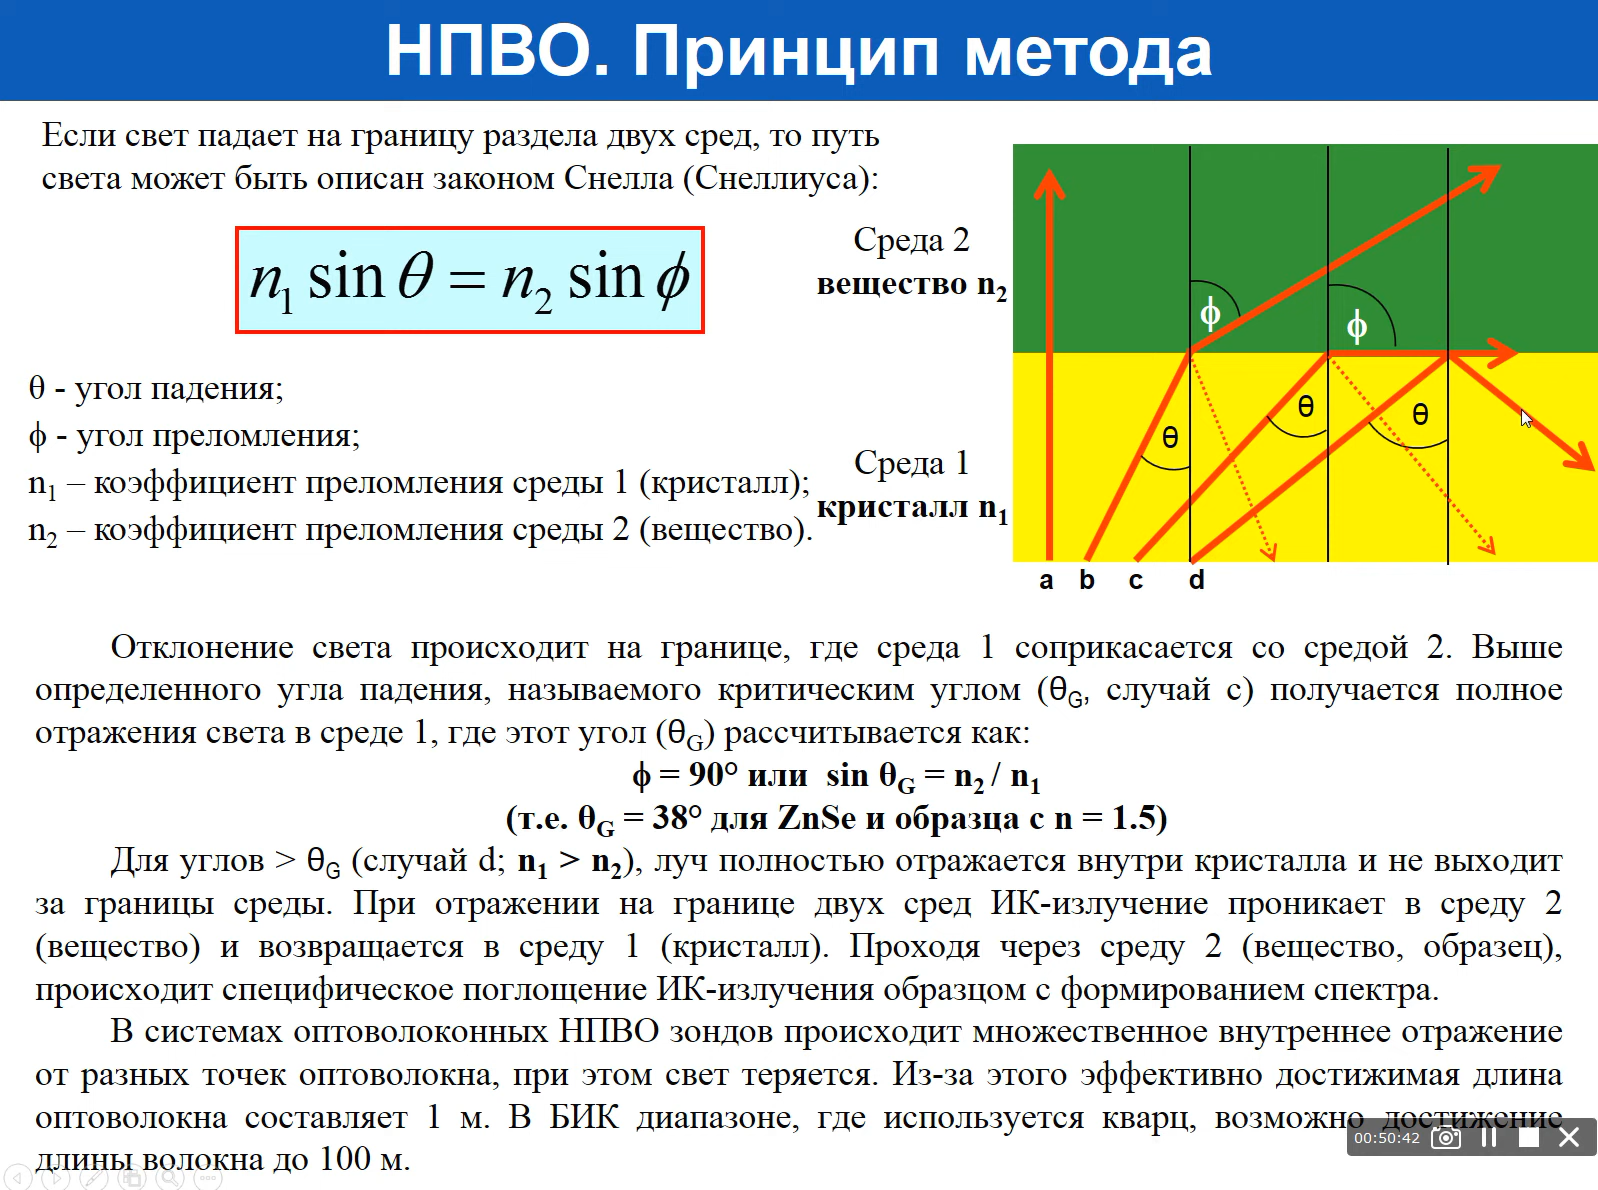 НПВО. Принцип метода
Если свет падает на границу раздела двух сред, то путь
света может быть описан законом Снелла (Снеллиуса):
n₁ sin θ = n₂ sin ϕ
Среда 2
вещество n₂
ϕ
ϕ
θ - угол падения;
ϕ - угол преломления;
n₁ – коэффициент преломления среды 1 (кристалл);
n₂ – коэффициент преломления среды 2 (вещество).
Среда 1
кристалл n₁
θ
θ
θ
a b c d
Отклонение света происходит на границе, где среда 1 соприкасается со средой 2. Выше
определенного угла падения, называемого критическим углом (θG, случай с) получается полное
отражения света в среде 1, где этот угол (θG) рассчитывается как:
ϕ = 90° или sin θG = n₂ / n₁
(т.е. θG = 38° для ZnSe и образца с n = 1.5)
Для углов > θG (случай d; n₁ > n₂), луч полностью отражается внутри кристалла и не выходит
за границы среды. При отражении на границе двух сред ИК-излучение проникает в среду 2
(вещество) и возвращается в среду 1 (кристалл). Проходя через среду 2 (вещество, образец),
происходит специфическое поглощение ИК-излучения образцом с формированием спектра.
В системах оптоволоконных НПВО зондов происходит множественное внутреннее отражение
от разных точек оптоволокна, при этом свет теряется. Из-за этого эффективно достижимая длина
оптоволокна составляет 1 м. В БИК диапазоне, где используется кварц, возможно достижение
длины волокна до 100 м.
00:50:42